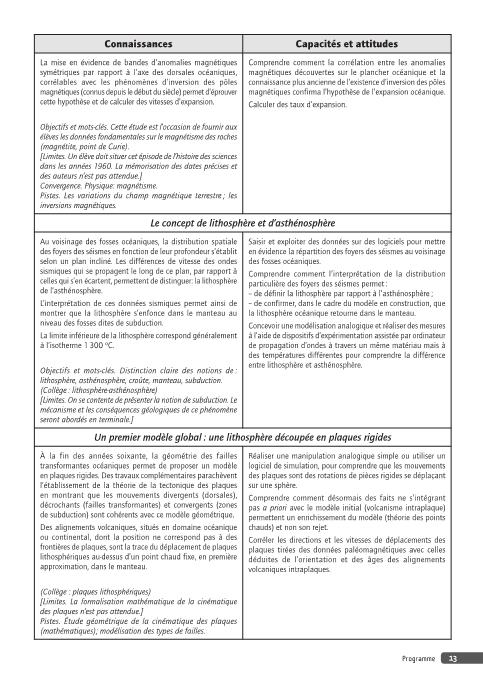 Connaissances
Capacités et attitudes
La mise en évidence de bandes d'anomalies magnétiques
symétriques par rapport à l'axe des dorsales océaniques,
corrélables avec les phénomènes d'inversion des pôles
magnétiques (connus depuis le début du siècle) permet d'éprouver
cette hypothèse et de calculer des vitesses d'expansion.
Objectifs et mots-clés. Cette étude est l'occasion de fournir aux
élèves les données fondamentales sur le magnétisme des roches
(magnétite, point de Curie).
[Limites. Un élève doit situer cet épisode de l'histoire des sciences
dans les années 1960. La mémorisation des dates précises et
des auteurs n'est pas attendue.]
Convergence. Physique: magnétisme.
Pistes. Les variations du champ magnétique terrestre ; les
inversions magnétiques.
Comprendre comment la corrélation entre les anomalies
magnétiques découvertes sur le plancher océanique et la
connaissance plus ancienne de l'existence d'inversion des pôles
magnétiques confirma l'hypothèse de l'expansion océanique.
Calculer des taux d'expansion.
Le concept de lithosphère et d'asthénosphère
Au voisinage des fosses océaniques, la distribution spatiale
des foyers des séismes en fonction de leur profondeur s'établit
selon un plan incliné. Les différences de vitesse des ondes
sismiques qui se propagent le long de ce plan, par rapport à
celles qui s'en écartent, permettent de distinguer: la lithosphère
de l'asthénosphère.
L'interprétation de ces données sismiques permet ainsi de
montrer que la lithosphère s'enfonce dans le manteau au
niveau des fosses dites de subduction.
La limite inférieure de la lithosphère correspond généralement
à l'isotherme 1 300 °C.
Objectifs et mots-clés. Distinction claire des notions de :
lithosphère, asthénosphère, croûte, manteau, subduction.
(Collège : lithosphère-asthénosphère)
[Limites. On se contente de présenter la notion de subduction. Le
mécanisme et les conséquences géologiques de ce phénomène
seront abordés en terminale.]
Saisir et exploiter des données sur des logiciels pour mettre
en évidence la répartition des foyers des séismes au voisinage
des fosses océaniques.
Comprendre comment l'interprétation de la distribution
particulière des foyers des séismes permet :
– de définir la lithosphère par rapport à l'asthénosphère ;
– de confirmer, dans le cadre du modèle en construction, que
la lithosphère océanique retourne dans le manteau.
Concevoir une modélisation analogique et réaliser des mesures
à l'aide de dispositifs d'expérimentation assistée par ordinateur
de propagation d'ondes à travers un même matériau mais à
des températures différentes pour comprendre la différence
entre lithosphère et asthénosphère.
Un premier modèle global : une lithosphère découpée en plaques rigides
À la fin des années soixante, la géométrie des failles
transformantes océaniques permet de proposer un modèle
en plaques rigides. Des travaux complémentaires parachèvent
l'établissement de la théorie de la tectonique des plaques
en montrant que les mouvements divergents (dorsales),
décrochants (failles transformantes) et convergents (zones
de subduction) sont cohérents avec ce modèle géométrique.
Des alignements volcaniques, situés en domaine océanique
ou continental, dont la position ne correspond pas à des
frontières de plaques, sont la trace du déplacement de plaques
lithosphériques au-dessus d'un point chaud fixe, en première
approximation, dans le manteau.
(Collège : plaques lithosphériques)
[Limites. La formalisation mathématique de la cinématique
des plaques n'est pas attendue.]
Pistes. Étude géométrique de la cinématique des plaques
(mathématiques); modélisation des types de failles.
Réaliser une manipulation analogique simple ou utiliser un
logiciel de simulation, pour comprendre que les mouvements
des plaques sont des rotations de pièces rigides se déplaçant
sur une sphère.
Comprendre comment désormais des faits ne s'intégrant
pas a priori avec le modèle initial (volcanisme intraplaque)
permettent un enrichissement du modèle (théorie des points
chauds) et non son rejet.
Corréler les directions et les vitesses de déplacements des
plaques tirées des données paléomagnétiques avec celles
déduites de l'orientation et des âges des alignements
volcaniques intraplaques.
Programme 13